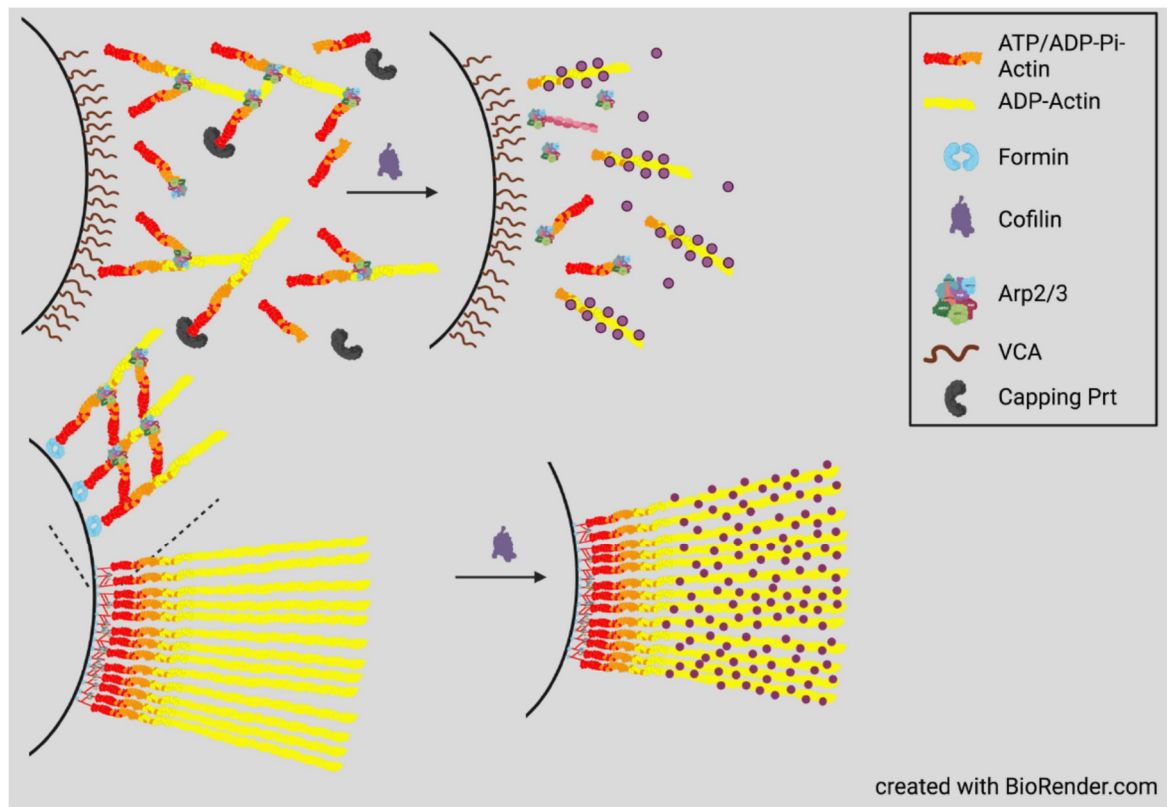 ATP/ADP-Pi-
Actin
ADP-Actin
Formin
Cofilin
Arp2/3
VCA
Capping Prt
created with BioRender.com